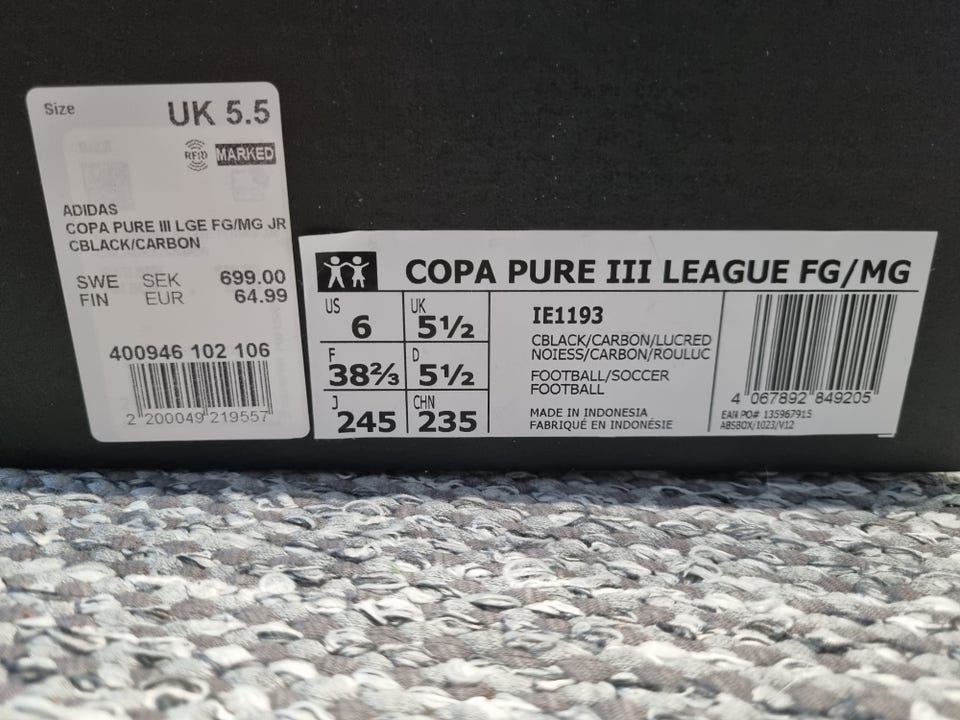 Size UK 5.5
RFID MARKED
ADIDAS
COPA PURE III LGE FG/MG JR
CBLACK/CARBON
SWE SEK 699.00
FIN EUR 64.99
400946 102 106
2 200049 219557
COPA PURE III LEAGUE FG/MG
US 6 UK 5½
F 38⅔ D 5½
J 245 CHN 235
IE1193
CBLACK/CARBON/LUCRED
NOIESS/CARBON/ROULUC
FOOTBALL/SOCCER
FOOTBALL
MADE IN INDONESIA
FABRIQUÉ EN INDONÉSIE
4 067892 849205
EAN PO# 135967915
ABSBOX/1023/V12